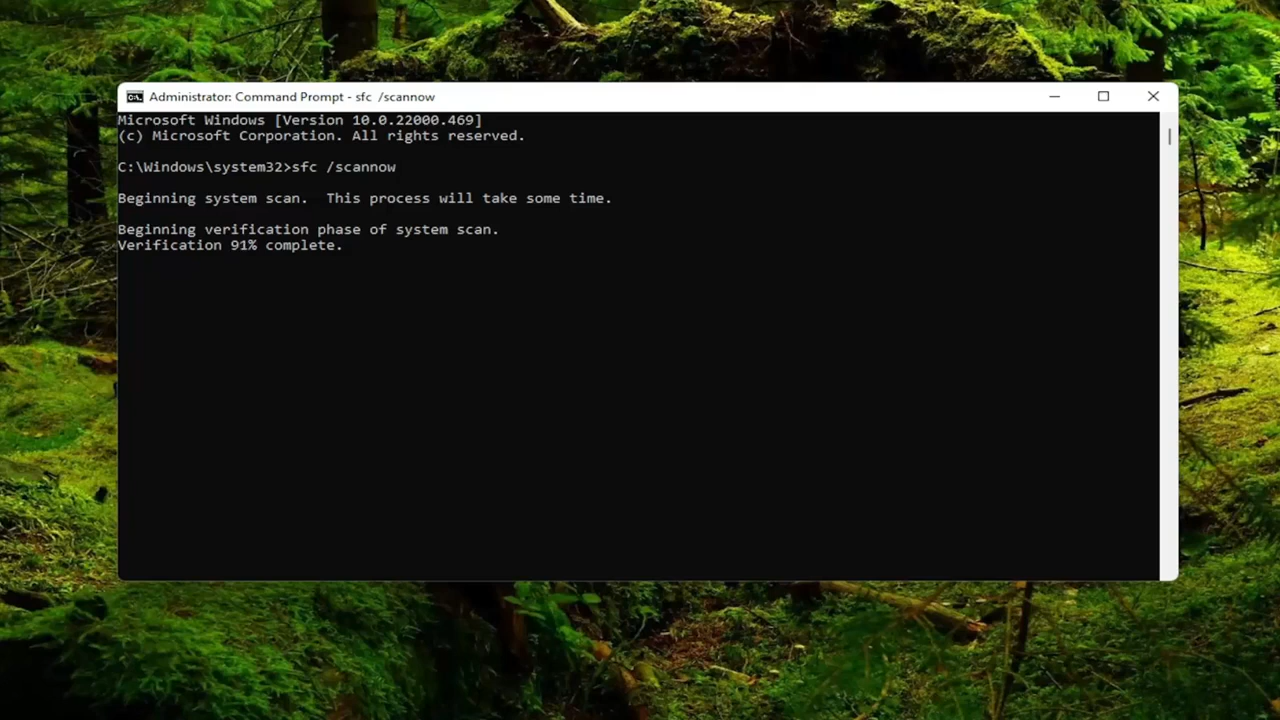 Administrator: Command Prompt - sfc  /scannow
Microsoft Windows [Version 10.0.22000.469]
(c) Microsoft Corporation. All rights reserved.
C:\Windows\system32>sfc /scannow
Beginning system scan.  This process will take some time.
Beginning verification phase of system scan.
Verification 91% complete.